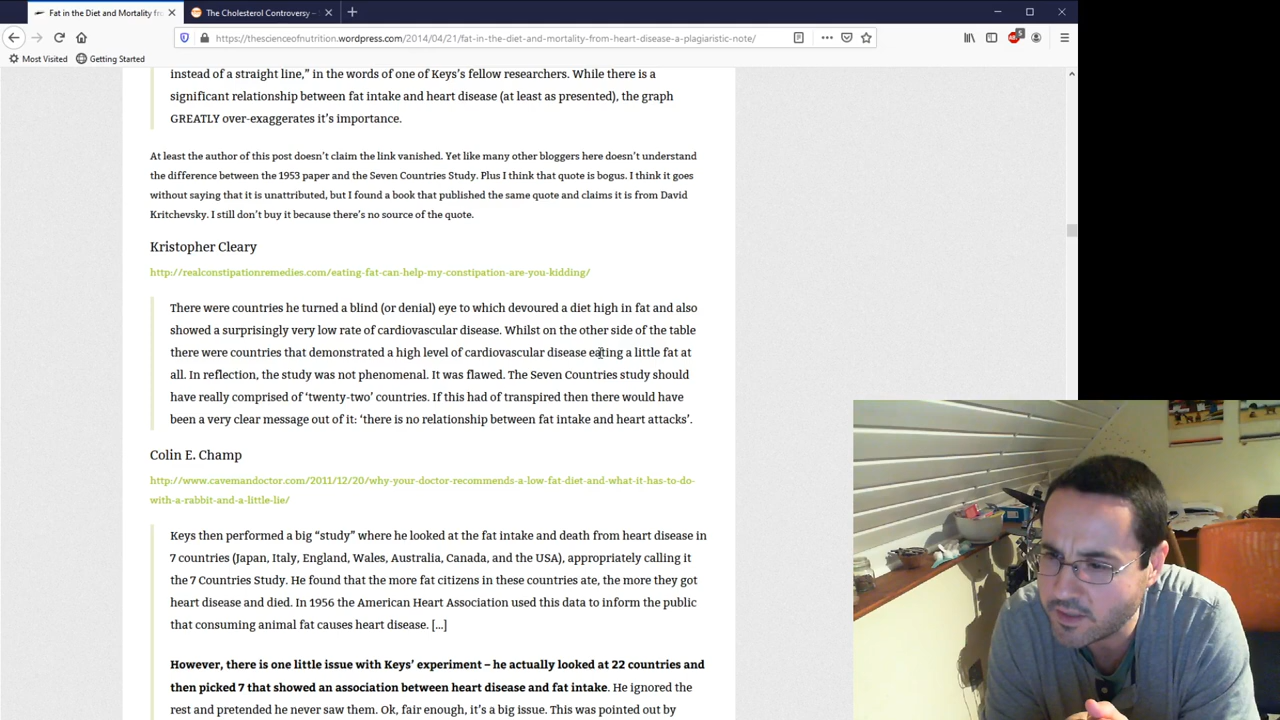 Fat in the Diet and Mortality fr
The Cholesterol Controversy –
https://thescienceofnutrition.wordpress.com/2014/04/21/fat-in-the-diet-and-mortality-from-heart-disease-a-plagiaristic-note/
Most Visited
Getting Started
instead of a straight line,” in the words of one of Keys’s fellow researchers. While there is a
significant relationship between fat intake and heart disease (at least as presented), the graph
GREATLY over-exaggerates it’s importance.
At least the author of this post doesn’t claim the link vanished. Yet like many other bloggers here doesn’t understand
the difference between the 1953 paper and the Seven Countries Study. Plus I think that quote is bogus. I think it goes
without saying that it is unattributed, but I found a book that published the same quote and claims it is from David
Kritchevsky. I still don’t buy it because there’s no source of the quote.
Kristopher Cleary
http://realconstipationremedies.com/eating-fat-can-help-my-constipation-are-you-kidding/
There were countries he turned a blind (or denial) eye to which devoured a diet high in fat and also
showed a surprisingly very low rate of cardiovascular disease. Whilst on the other side of the table
there were countries that demonstrated a high level of cardiovascular disease eating a little fat at
all. In reflection, the study was not phenomenal. It was flawed. The Seven Countries study should
have really comprised of ‘twenty-two’ countries. If this had of transpired then there would have
been a very clear message out of it: ‘there is no relationship between fat intake and heart attacks’.
Colin E. Champ
http://www.cavemandoctor.com/2011/12/20/why-your-doctor-recommends-a-low-fat-diet-and-what-it-has-to-do-
with-a-rabbit-and-a-little-lie/
Keys then performed a big “study” where he looked at the fat intake and death from heart disease in
7 countries (Japan, Italy, England, Wales, Australia, Canada, and the USA), appropriately calling it
the 7 Countries Study. He found that the more fat citizens in these countries ate, the more they got
heart disease and died. In 1956 the American Heart Association used this data to inform the public
that consuming animal fat causes heart disease. […]
However, there is one little issue with Keys’ experiment – he actually looked at 22 countries and
then picked 7 that showed an association between heart disease and fat intake. He ignored the
rest and pretended he never saw them. Ok, fair enough, it’s a big issue. This was pointed out by